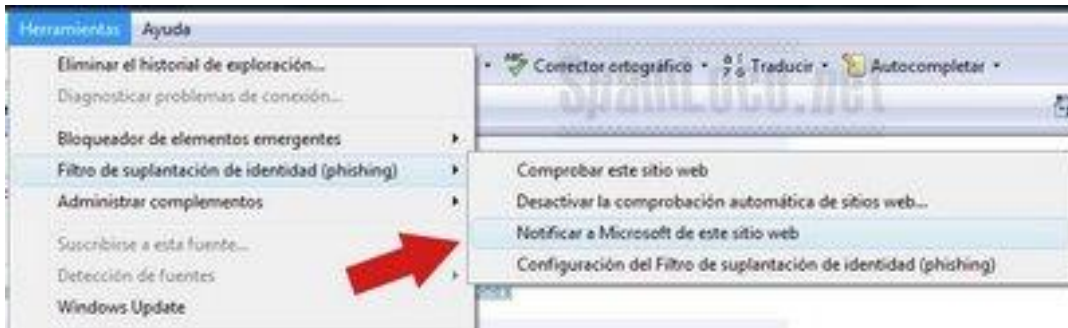 Herramientas Ayuda
Eliminar el historial de exploración...
Diagnosticar problemas de conexión...
Bloqueador de elementos emergentes
Filtro de suplantación de identidad (phishing)
Administrar complementos
Suscribirse a esta fuente...
Detección de fuentes
Windows Update
ABC Corrector ortográfico Traducir Autocompletar
spamLoco.net
Comprobar este sitio web
Desactivar la comprobación automática de sitios web...
Notificar a Microsoft de este sitio web
Configuración del Filtro de suplantación de identidad (phishing)